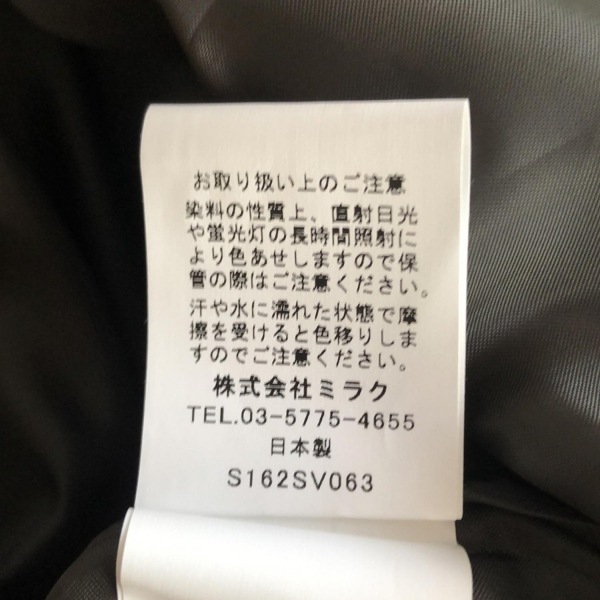 お取り扱い上のご注意
染料の性質上、直射日光
や蛍光灯の長時間照射に
より色あせしますので保
管の際はご注意ください。
汗や水に濡れた状態で摩
擦を受けると色移りしま
すのでご注意ください。
株式会社ミラク
TEL.03-5775-4655
日本製
S162SV063